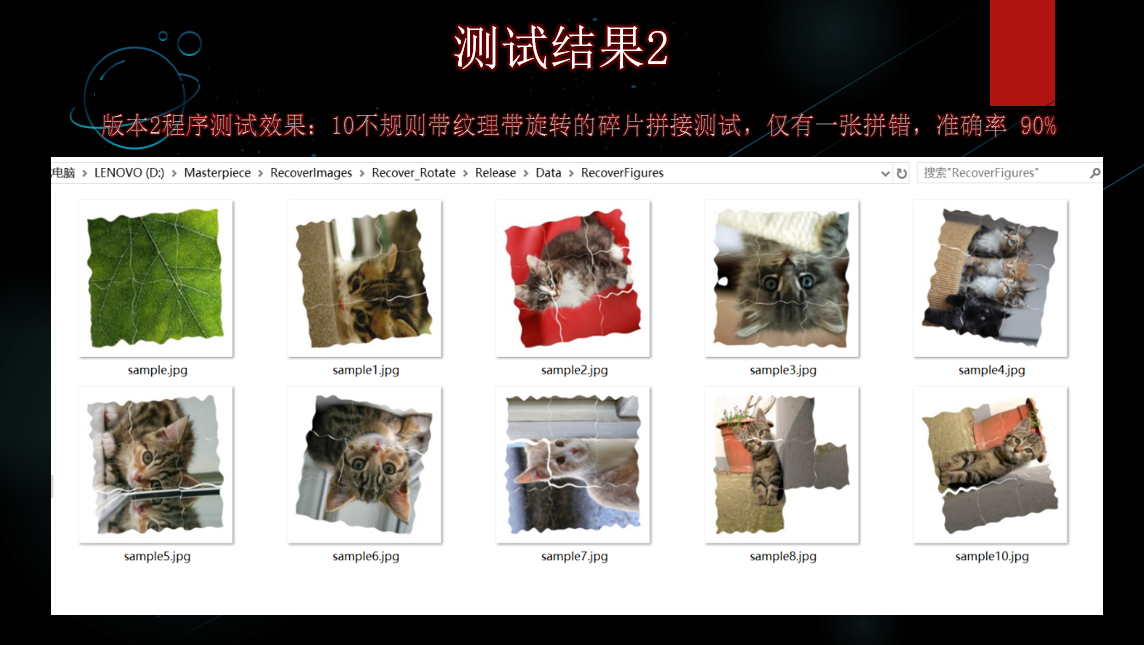 测试结果2
版本2程序测试效果：10不规则带纹理带旋转的碎片拼接测试，仅有一张拼错，准确率 90%
电脑 › LENOVO (D:) › Masterpiece › RecoverImages › Recover_Rotate › Release › Data › RecoverFigures 搜索"RecoverFigures"
sample.jpg sample1.jpg sample2.jpg sample3.jpg sample4.jpg
sample5.jpg sample6.jpg sample7.jpg sample8.jpg sample10.jpg